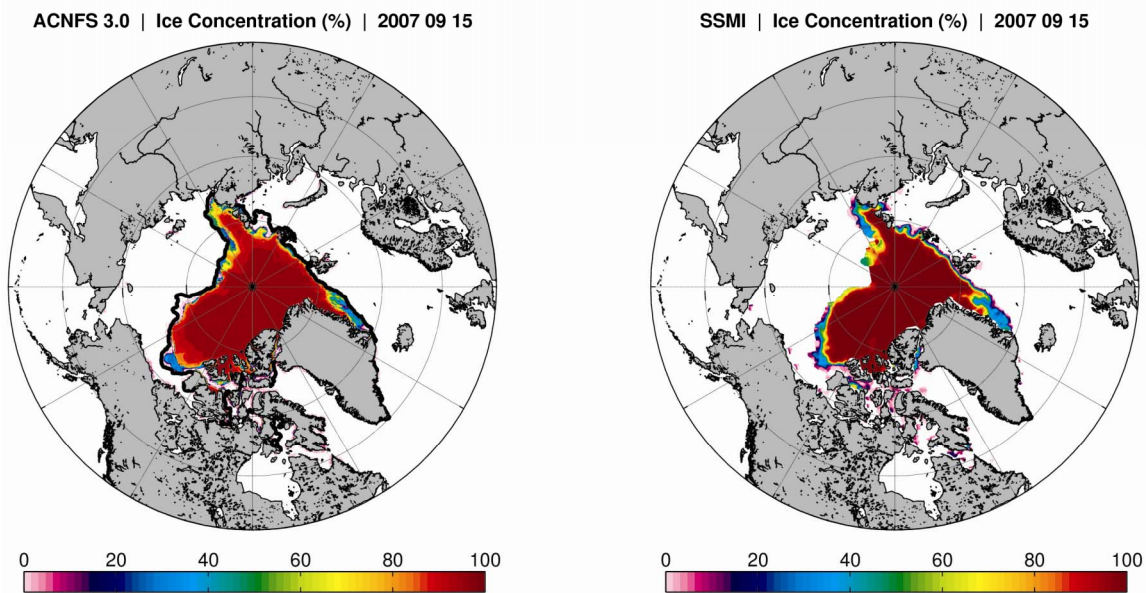 ACNFS 3.0 | Ice Concentration (%) | 2007 09 15
SSMI | Ice Concentration (%) | 2007 09 15
0 20 40 60 80 100
0 20 40 60 80 100